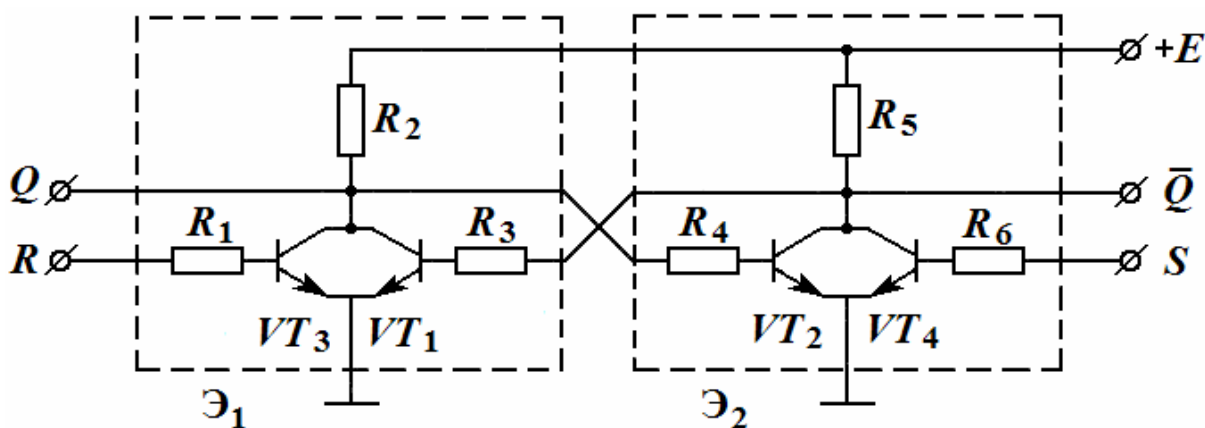 +E
R2
R5
Q
Q̄
R1
R3
R4
R6
R
S
VT3
VT1
VT2
VT4
Э1
Э2